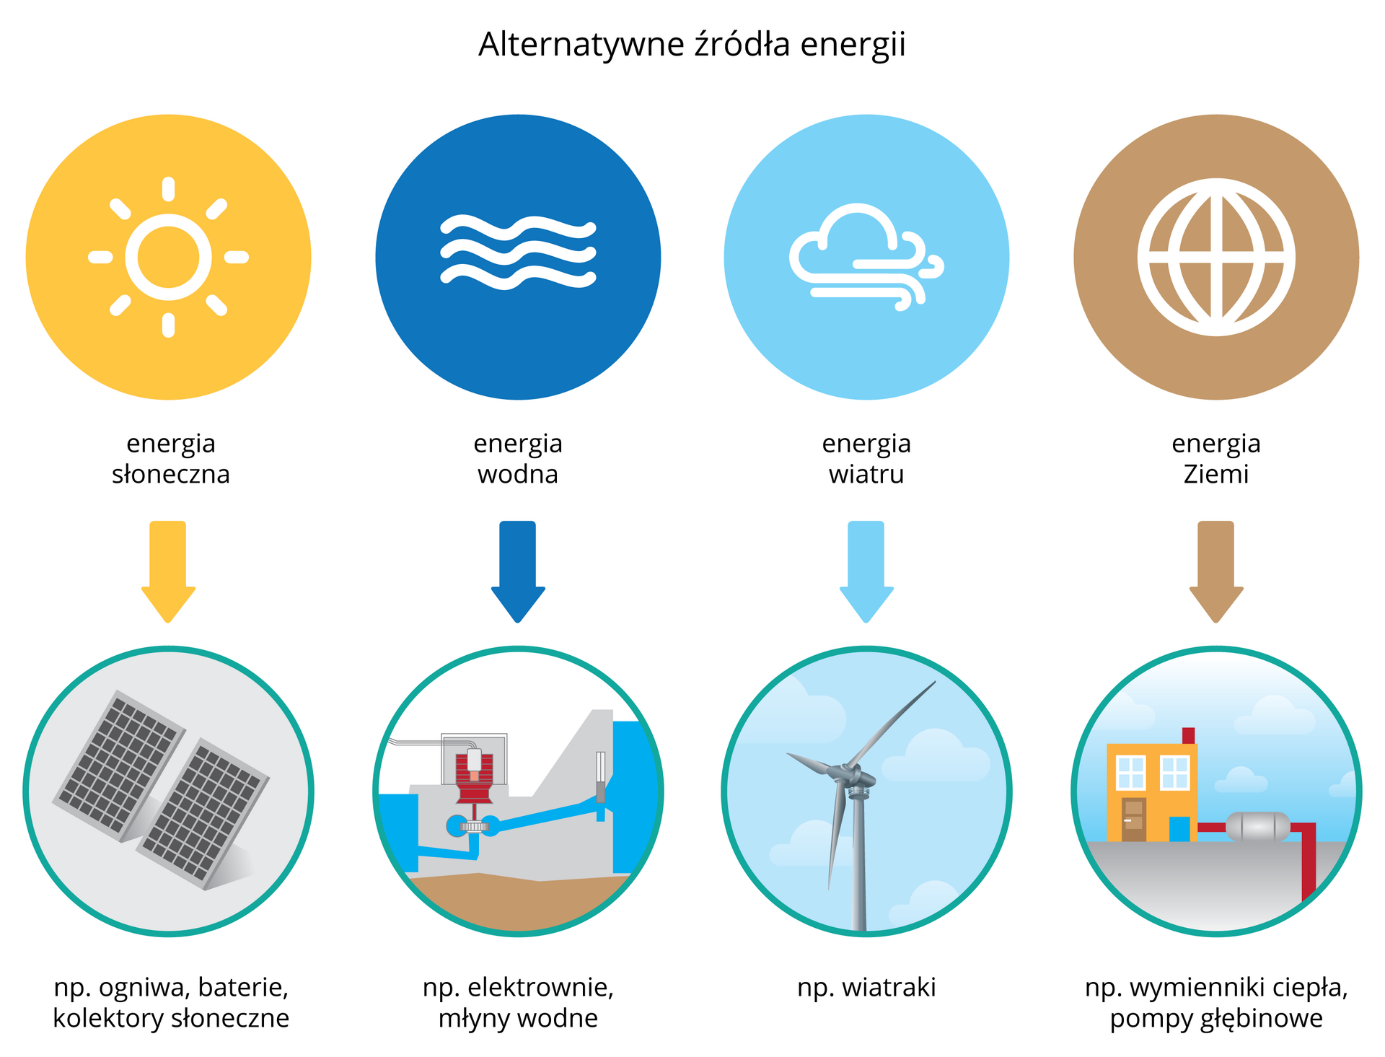 Alternatywne źródła energii
energia
słoneczna
energia
wodna
energia
wiatru
energia
Ziemi
np. ogniwa, baterie,
kolektory słoneczne
np. elektrownie,
młyny wodne
np. wiatraki
np. wymienniki ciepła,
pompy głębinowe